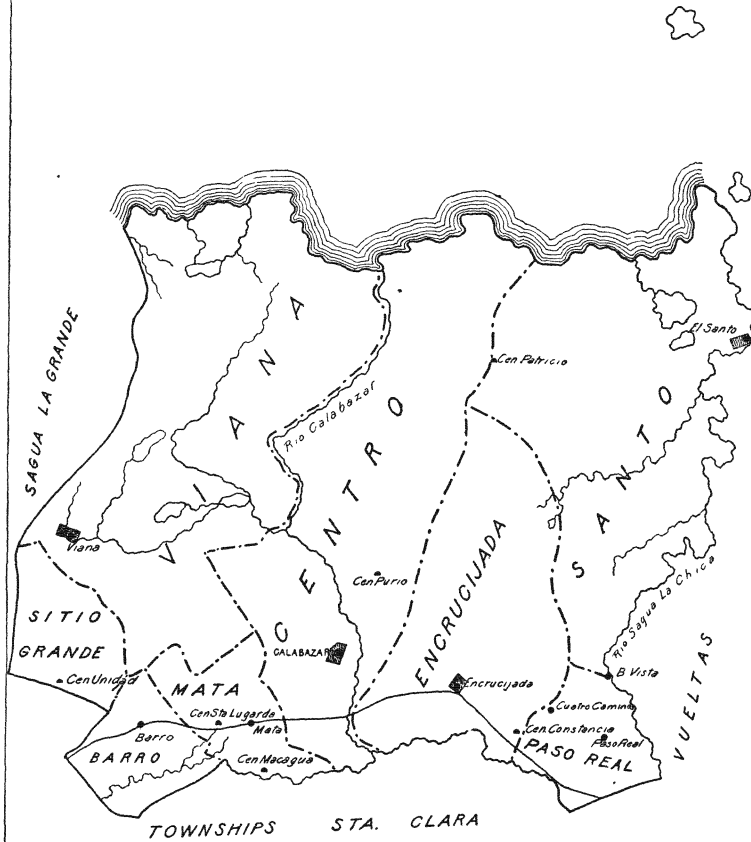 El Santo
SAGUA LA GRANDE
VIANA
Cen Patricio
Rio Calabazar
CENTRO
SANTO
Viana
Cen Purio
ENCRUCIJADA
SITIO
GRANDE
Rio Sagua La Chica
CALABAZAR
Cen Unidad
MATA
Encrucijada
B Vista
VUELTAS
Cen Sta Lugarda
Mata
Cuatro Camino
Barro
Cen. Constancia
Paso Real
BARRO
Cen Macagua
PASO REAL
TOWNSHIPS STA. CLARA